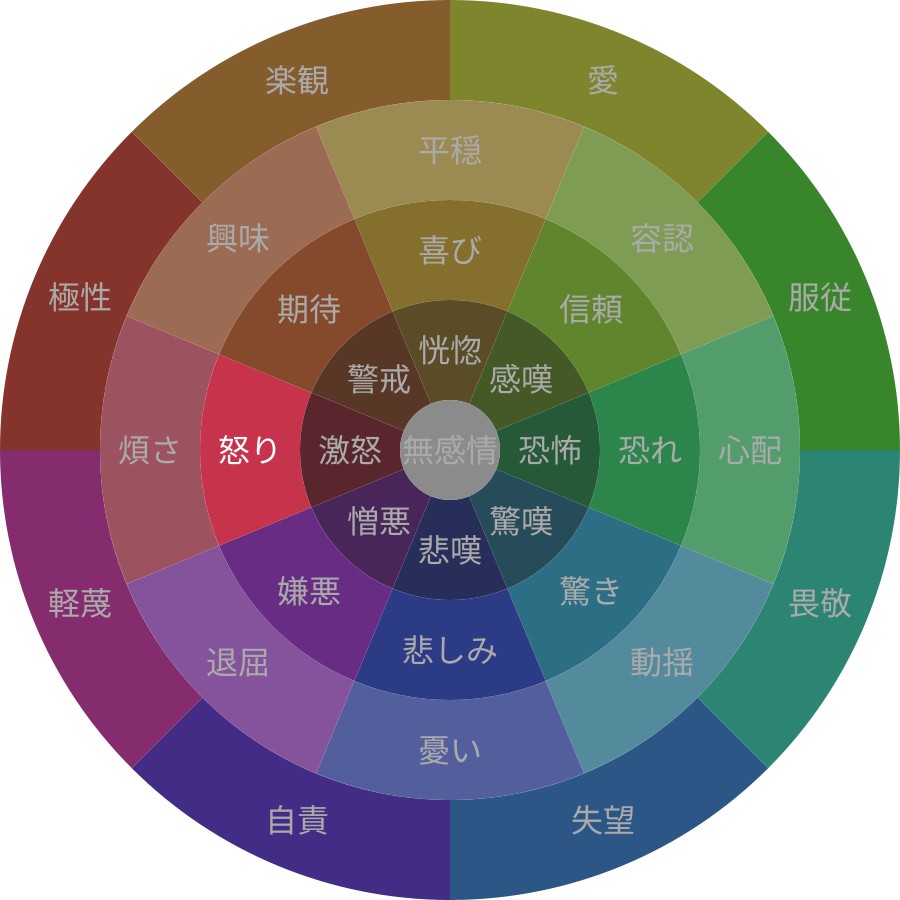 楽観
愛
平穏
興味
容認
喜び
極性
服従
期待
信頼
恍惚
警戒
感嘆
煩さ
怒り
激怒
無感情
恐怖
恐れ
心配
憎悪
驚嘆
悲嘆
嫌悪
驚き
軽蔑
畏敬
悲しみ
退屈
動揺
憂い
自責
失望